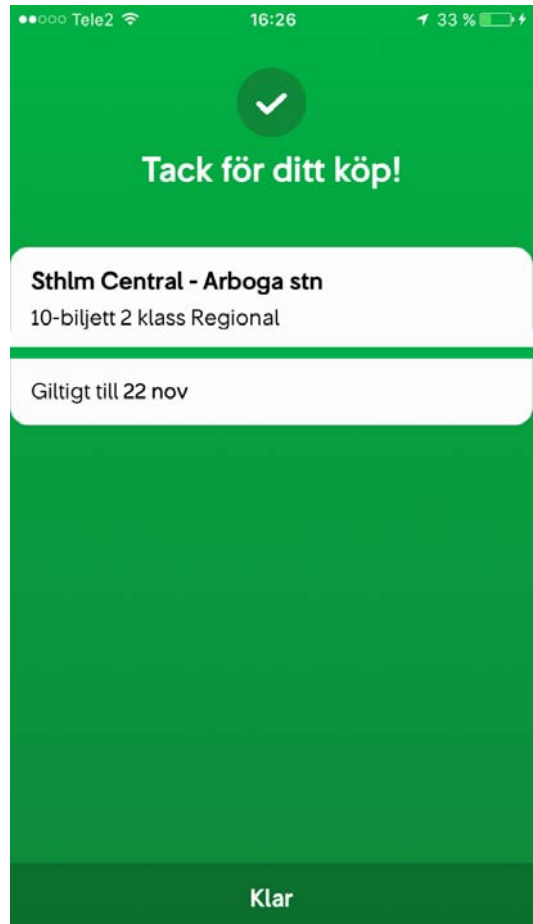 Tele2 16:26 33 %
Tack för ditt köp!
Sthlm Central - Arboga stn
10-biljett 2 klass Regional
Giltigt till 22 nov
Klar